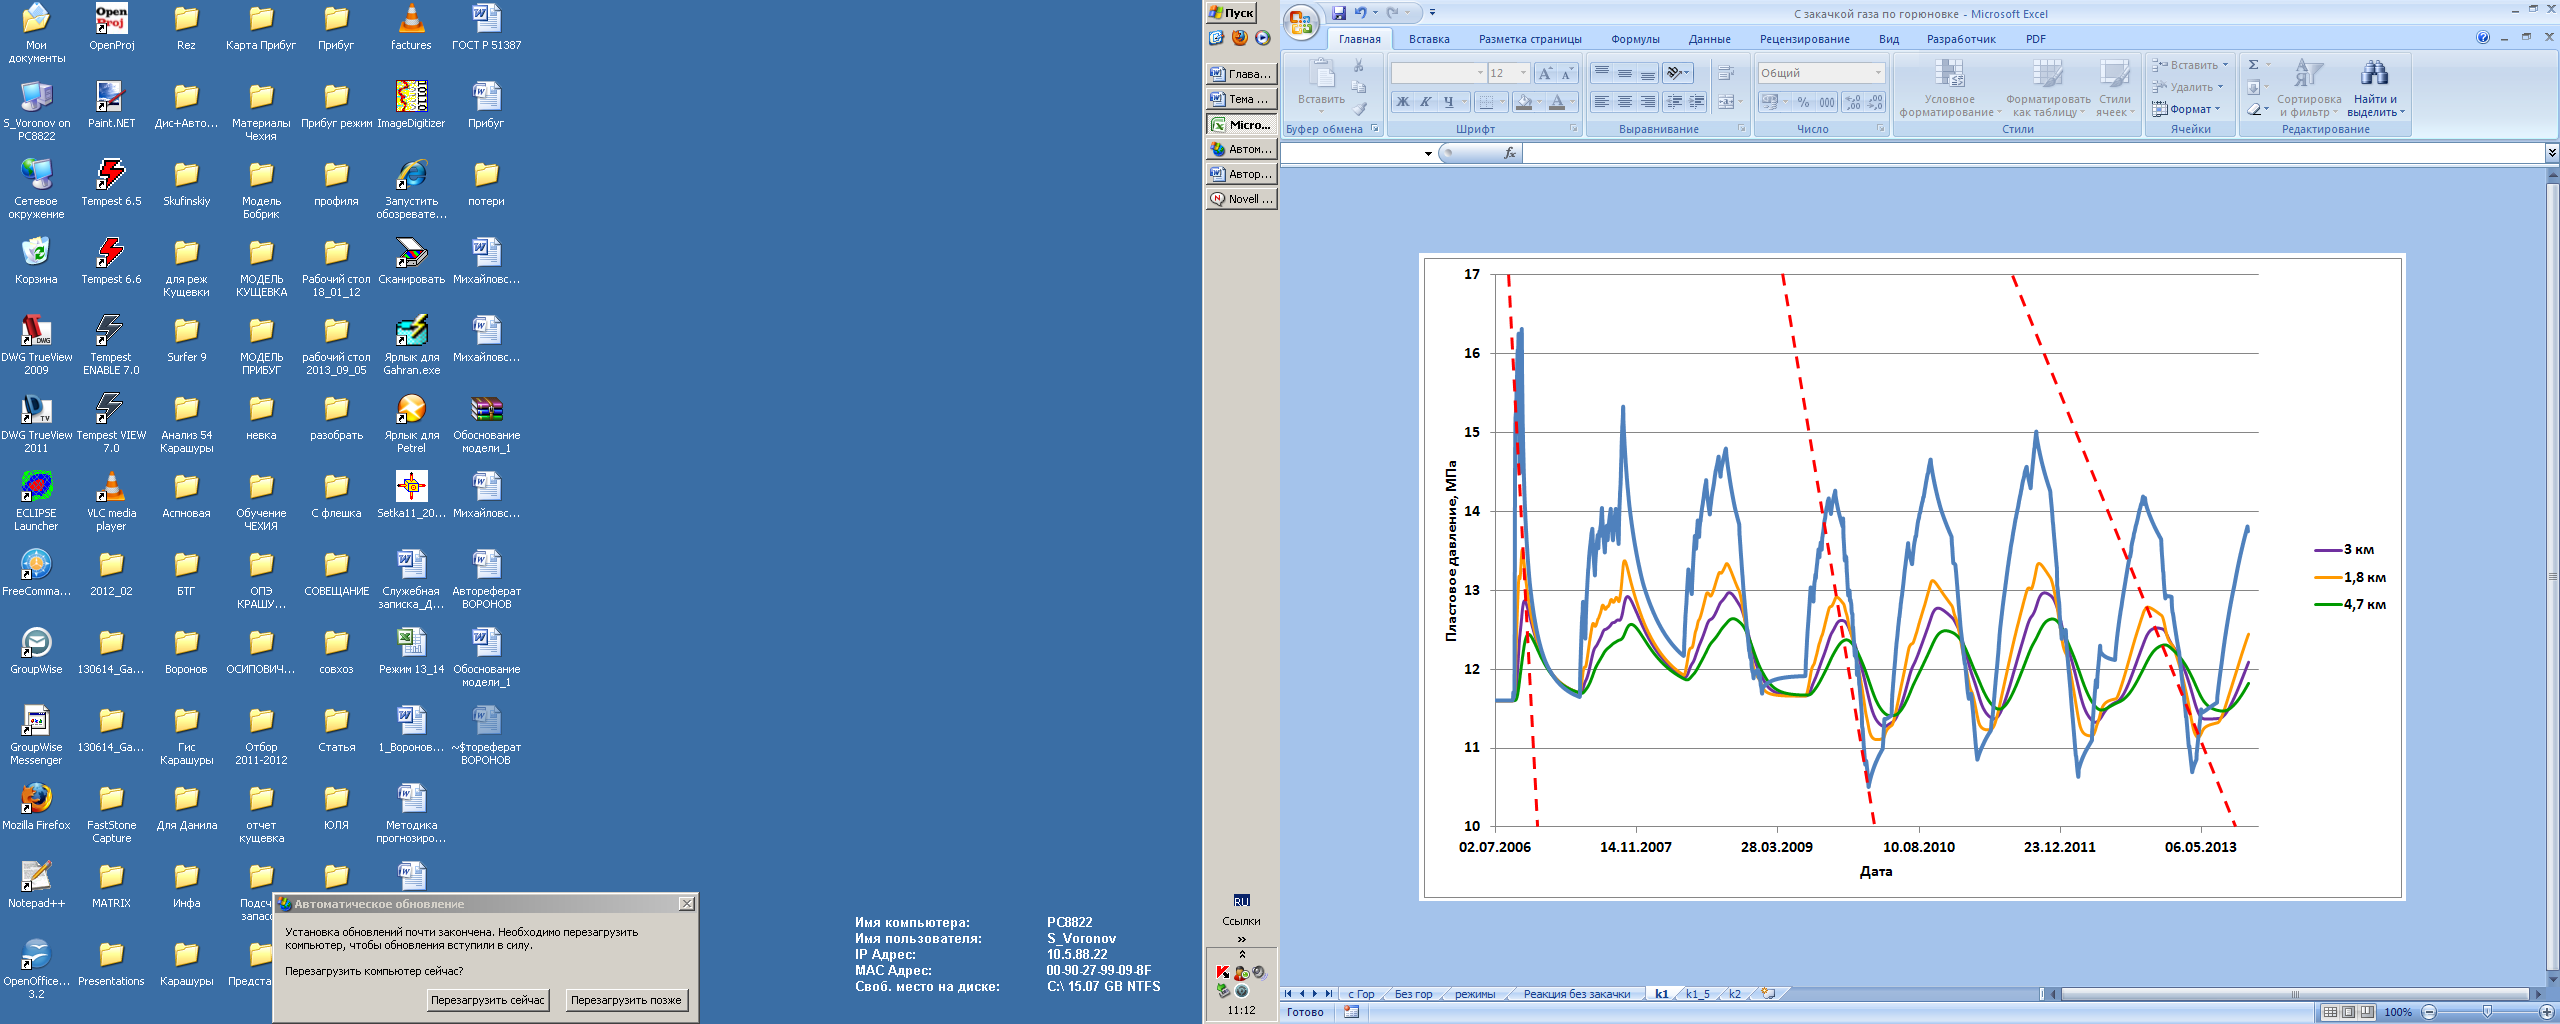 Мои документы
OpenProj
Rez
Карта Прибуг
Прибуг
factures
ГОСТ Р 51387
S_Voronov on PC8822
Paint.NET
Дис+Авто...
Материалы Чехия
Прибуг режим
ImageDigitizer
Прибуг
Сетевое окружение
Tempest 6.5
Skufinskiy
Модель Бобрик
профиля
Запустить обозревате...
потери
Корзина
Tempest 6.6
для реж Кущевки
МОДЕЛЬ КУЩЕВКА
Рабочий стол 18_01_12
Сканировать
Михайловс...
DWG TrueView 2009
Tempest ENABLE 7.0
Surfer 9
МОДЕЛЬ ПРИБУГ
рабочий стол 2013_09_05
Ярлык для Gahran.exe
Михайловс...
DWG TrueView 2011
Tempest VIEW 7.0
Анализ 54 Карашуры
невка
разобрать
Ярлык для Petrel
Обоснование модели_1
ECLIPSE Launcher
VLC media player
Аспновая
Обучение ЧЕХИЯ
С флешка
Setka11_20...
Михайловс...
FreeComma...
2012_02
БТГ
ОПЭ КРАШУ...
СОВЕЩАНИЕ
Служебная записка_Д...
Автореферат ВОРОНОВ
GroupWise
130614_Ga...
Воронов
ОСИПОВИЧ...
совхоз
Режим 13_14
Обоснование модели_1
GroupWise Messenger
130614_Ga...
Гис Карашуры
Отбор 2011-2012
Статья
1_Воронов...
~$тореферат ВОРОНОВ
Mozilla Firefox
FastStone Capture
Для Данила
отчет кущевка
ЮЛЯ
Методика прогнозиро...
Notepad++
MATRIX
Инфа
OpenOffice... 3.2
Presentations
Карашуры
Автоматическое обновление
Установка обновлений почти закончена. Необходимо перезагрузить
компьютер, чтобы обновления вступили в силу.
Перезагрузить компьютер сейчас?
Перезагрузить сейчас
Перезагрузить позже
Имя компьютера: PC8822
Имя пользователя: S_Voronov
IP Адрес: 10.5.88.22
MAC Адрес: 00-90-27-99-09-8F
Своб. место на диске: C:\ 15.07 GB NTFS
Пуск
Глава...
Тема ...
Micro...
Автом...
Автор...
Novell ...
RU
Ссылки
11:12
С закачкой газа по горюновке - Microsoft Excel
Главная Вставка Разметка страницы Формулы Данные Рецензирование Вид Разработчик PDF
Вставить
Буфер обмена
12
Ж К Ч
Шрифт
Выравнивание
Общий
% 000
Число
Условное форматирование
Форматировать как таблицу
Стили ячеек
Стили
Вставить
Удалить
Формат
Ячейки
Σ
Сортировка и фильтр
Найти и выделить
Редактирование
fx
17
16
15
14
13
12
11
10
Пластовое давление, МПа
02.07.2006 14.11.2007 28.03.2009 10.08.2010 23.12.2011 06.05.2013
Дата
3 км
1,8 км
4,7 км
с Гор Без гор режимы Реакция без закачки k1 k1_5 k2
Готово
100%